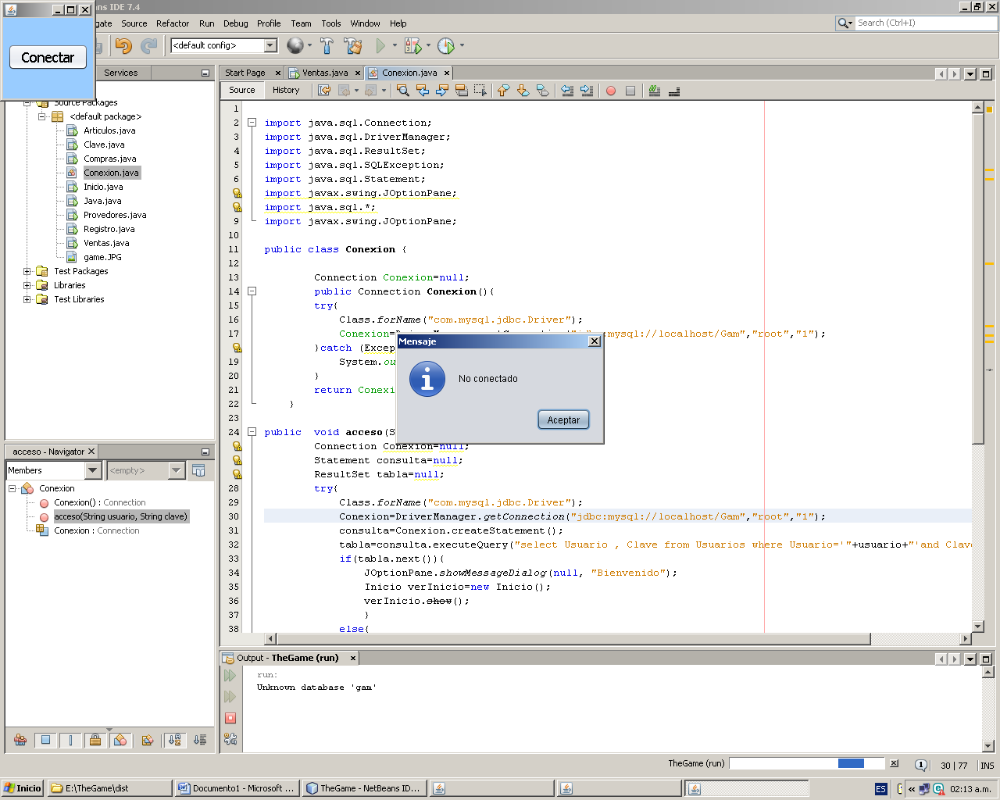 ans IDE 7.4
Conectar
gate Source Refactor Run Debug Profile Team Tools Window Help
Search (Ctrl+I)
<default config>
Services
Source Packages
<default package>
Articulos.java
Clave.java
Compras.java
Conexion.java
Inicio.java
Java.java
Provedores.java
Registro.java
Ventas.java
game.JPG
Test Packages
Libraries
Test Libraries
Start Page Ventas.java Conexion.java
Source History
1
2 import java.sql.Connection;
3 import java.sql.DriverManager;
4 import java.sql.ResultSet;
5 import java.sql.SQLException;
6 import java.sql.Statement;
import javax.swing.JOptionPane;
import java.sql.*;
9 import javax.swing.JOptionPane;
10
11 public class Conexion {
12
13 Connection Conexion=null;
14 public Connection Conexion(){
15 try{
16 Class.forName("com.mysql.jdbc.Driver");
17 Conexion= :mysql://localhost/Gam","root","1");
}catch (Excep
19 System.ou
20 }
21 return Conexi
22 }
23
24 public void acceso(S
Connection Conexion=null;
Statement consulta=null;
ResultSet tabla=null;
28 try{
29 Class.forName("com.mysql.jdbc.Driver");
30 Conexion=DriverManager.getConnection("jdbc:mysql://localhost/Gam","root","1");
31 consulta=Conexion.createStatement();
32 tabla=consulta.executeQuery("select Usuario , Clave from Usuarios where Usuario='"+usuario+"'and Clav
33 if(tabla.next()){
34 JOptionPane.showMessageDialog(null, "Bienvenido");
35 Inicio verInicio=new Inicio();
36 verInicio.show();
37 }
38 else{
Mensaje
No conectado
Aceptar
acceso - Navigator
Members <empty>
Conexion
Conexion() : Connection
acceso(String usuario, String clave)
Conexion : Connection
Output - TheGame (run)
run:
Unknown database 'gam'
TheGame (run) 1 30 | 77 INS
Inicio E:\TheGame\dist Documento1 - Microsoft ... TheGame - NetBeans ID... ES « 02:13 a.m.